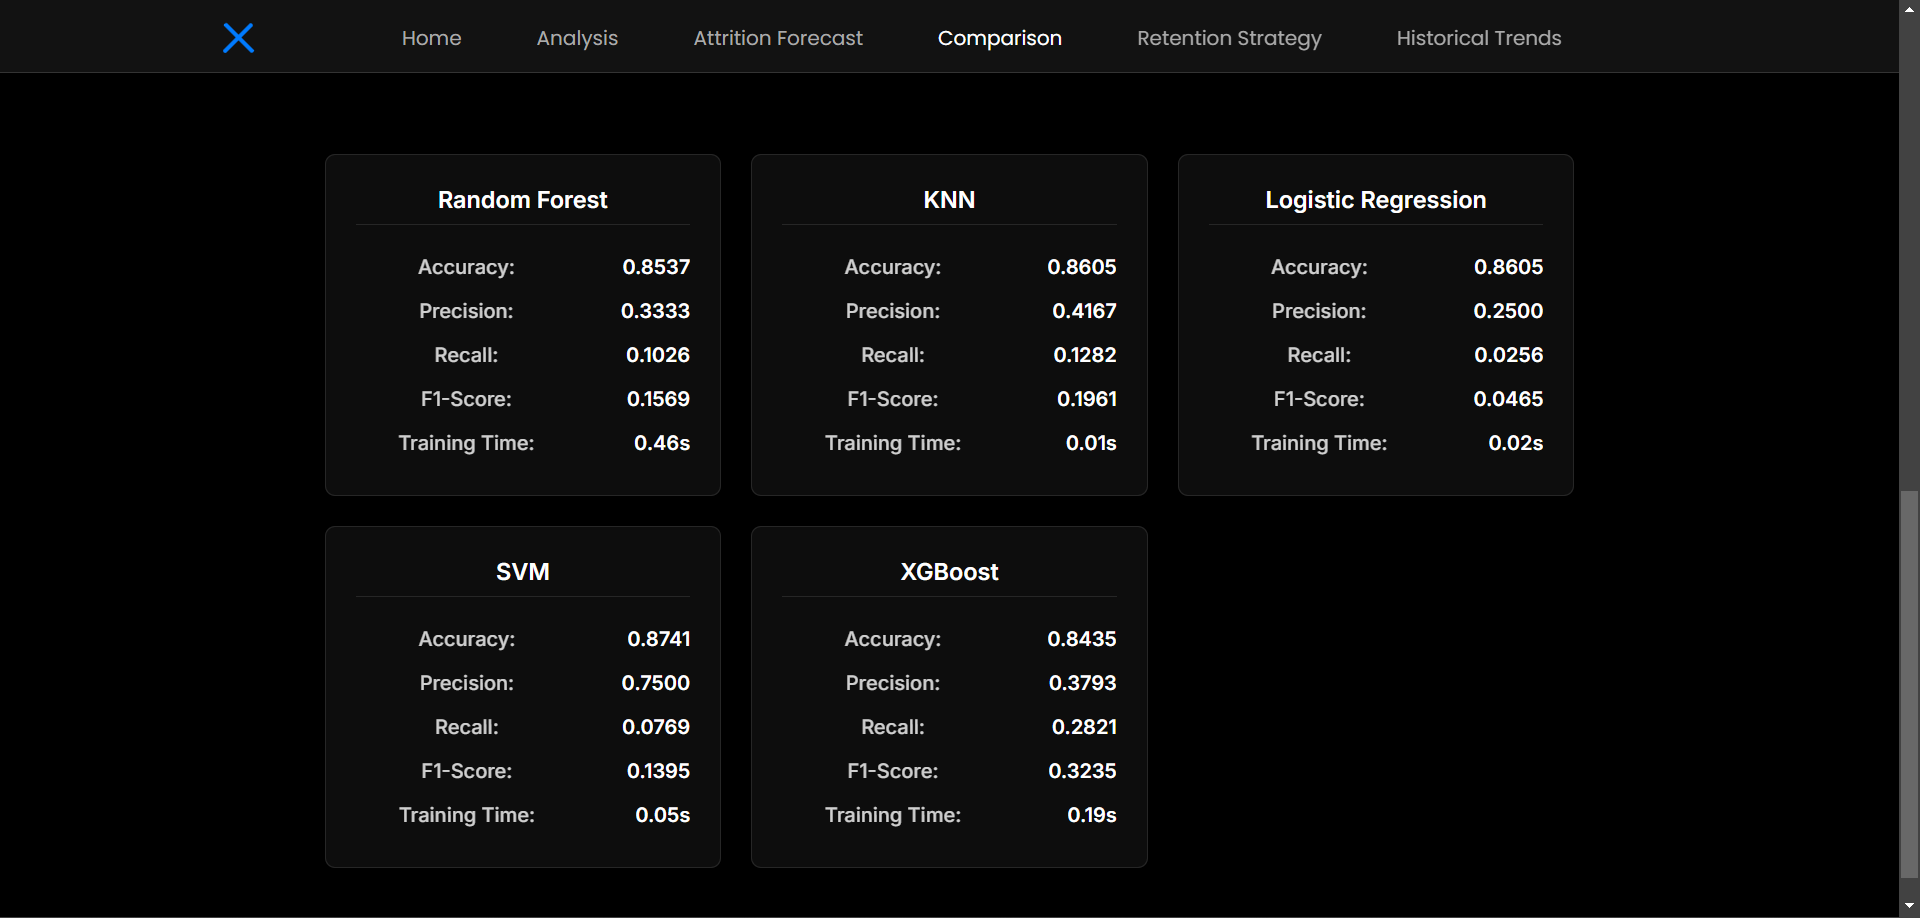 Home Analysis Attrition Forecast Comparison Retention Strategy Historical Trends
Random Forest
Accuracy: 0.8537
Precision: 0.3333
Recall: 0.1026
F1-Score: 0.1569
Training Time: 0.46s
KNN
Accuracy: 0.8605
Precision: 0.4167
Recall: 0.1282
F1-Score: 0.1961
Training Time: 0.01s
Logistic Regression
Accuracy: 0.8605
Precision: 0.2500
Recall: 0.0256
F1-Score: 0.0465
Training Time: 0.02s
SVM
Accuracy: 0.8741
Precision: 0.7500
Recall: 0.0769
F1-Score: 0.1395
Training Time: 0.05s
XGBoost
Accuracy: 0.8435
Precision: 0.3793
Recall: 0.2821
F1-Score: 0.3235
Training Time: 0.19s